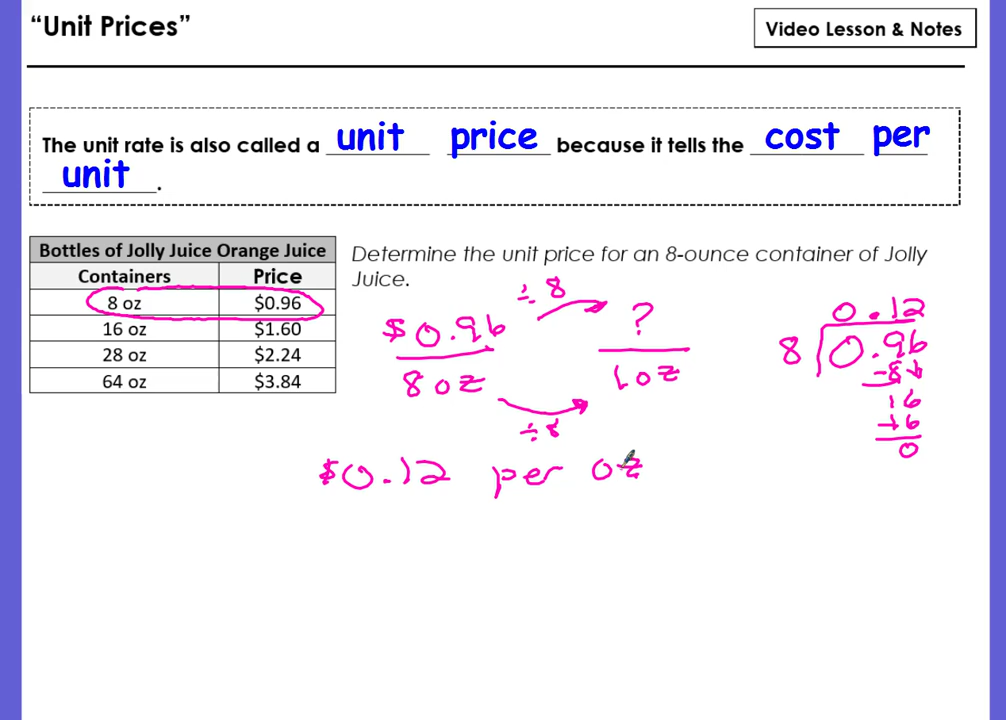 “Unit Prices”
Video Lesson & Notes
The unit rate is also called a unit price because it tells the cost per
unit.
Bottles of Jolly Juice Orange Juice
Containers Price
8 oz $0.96
16 oz $1.60
28 oz $2.24
64 oz $3.84
Determine the unit price for an 8-ounce container of Jolly
Juice.
÷ 8
$0.96 ?
8 oz 1 oz
÷ 8
0.12
8 0.96
-8
16
-16
0
$0.12 per oz